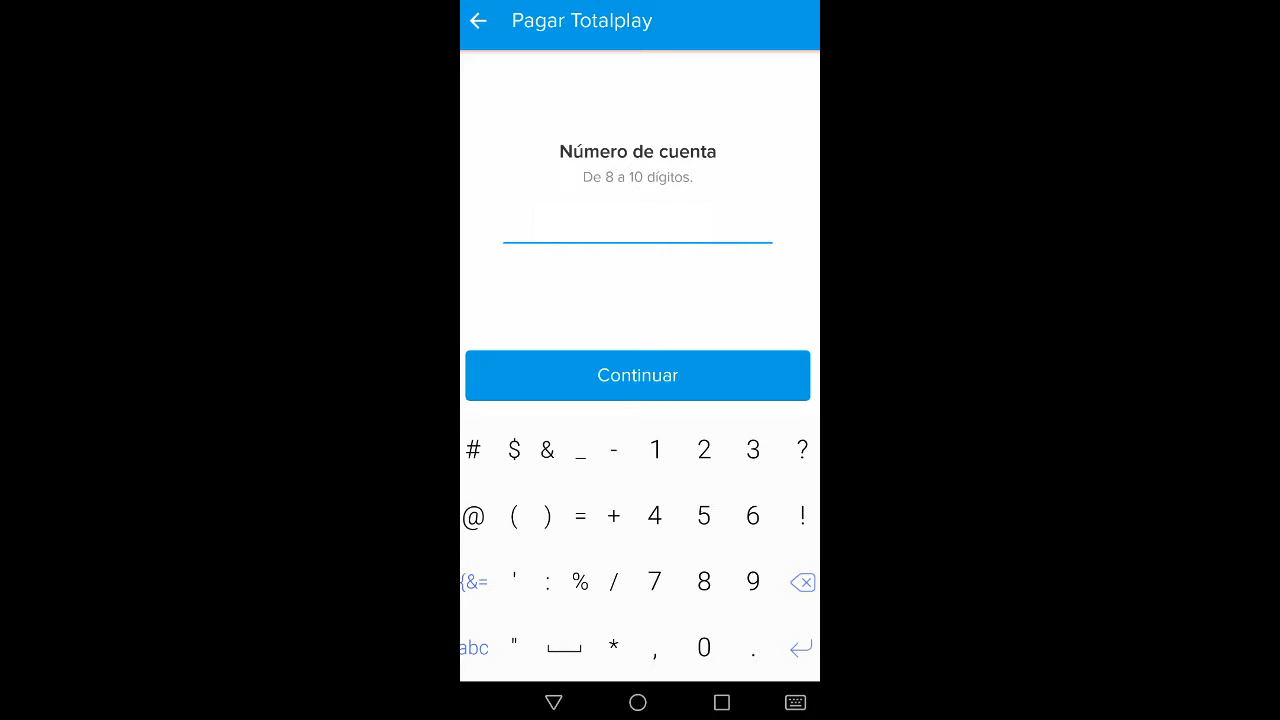 Pagar Totalplay
Número de cuenta
De 8 a 10 dígitos.
Continuar
# $ & _ - 1 2 3 ?
@ ( ) = + 4 5 6 !
{&= ' : % / 7 8 9
abc " * , 0 .